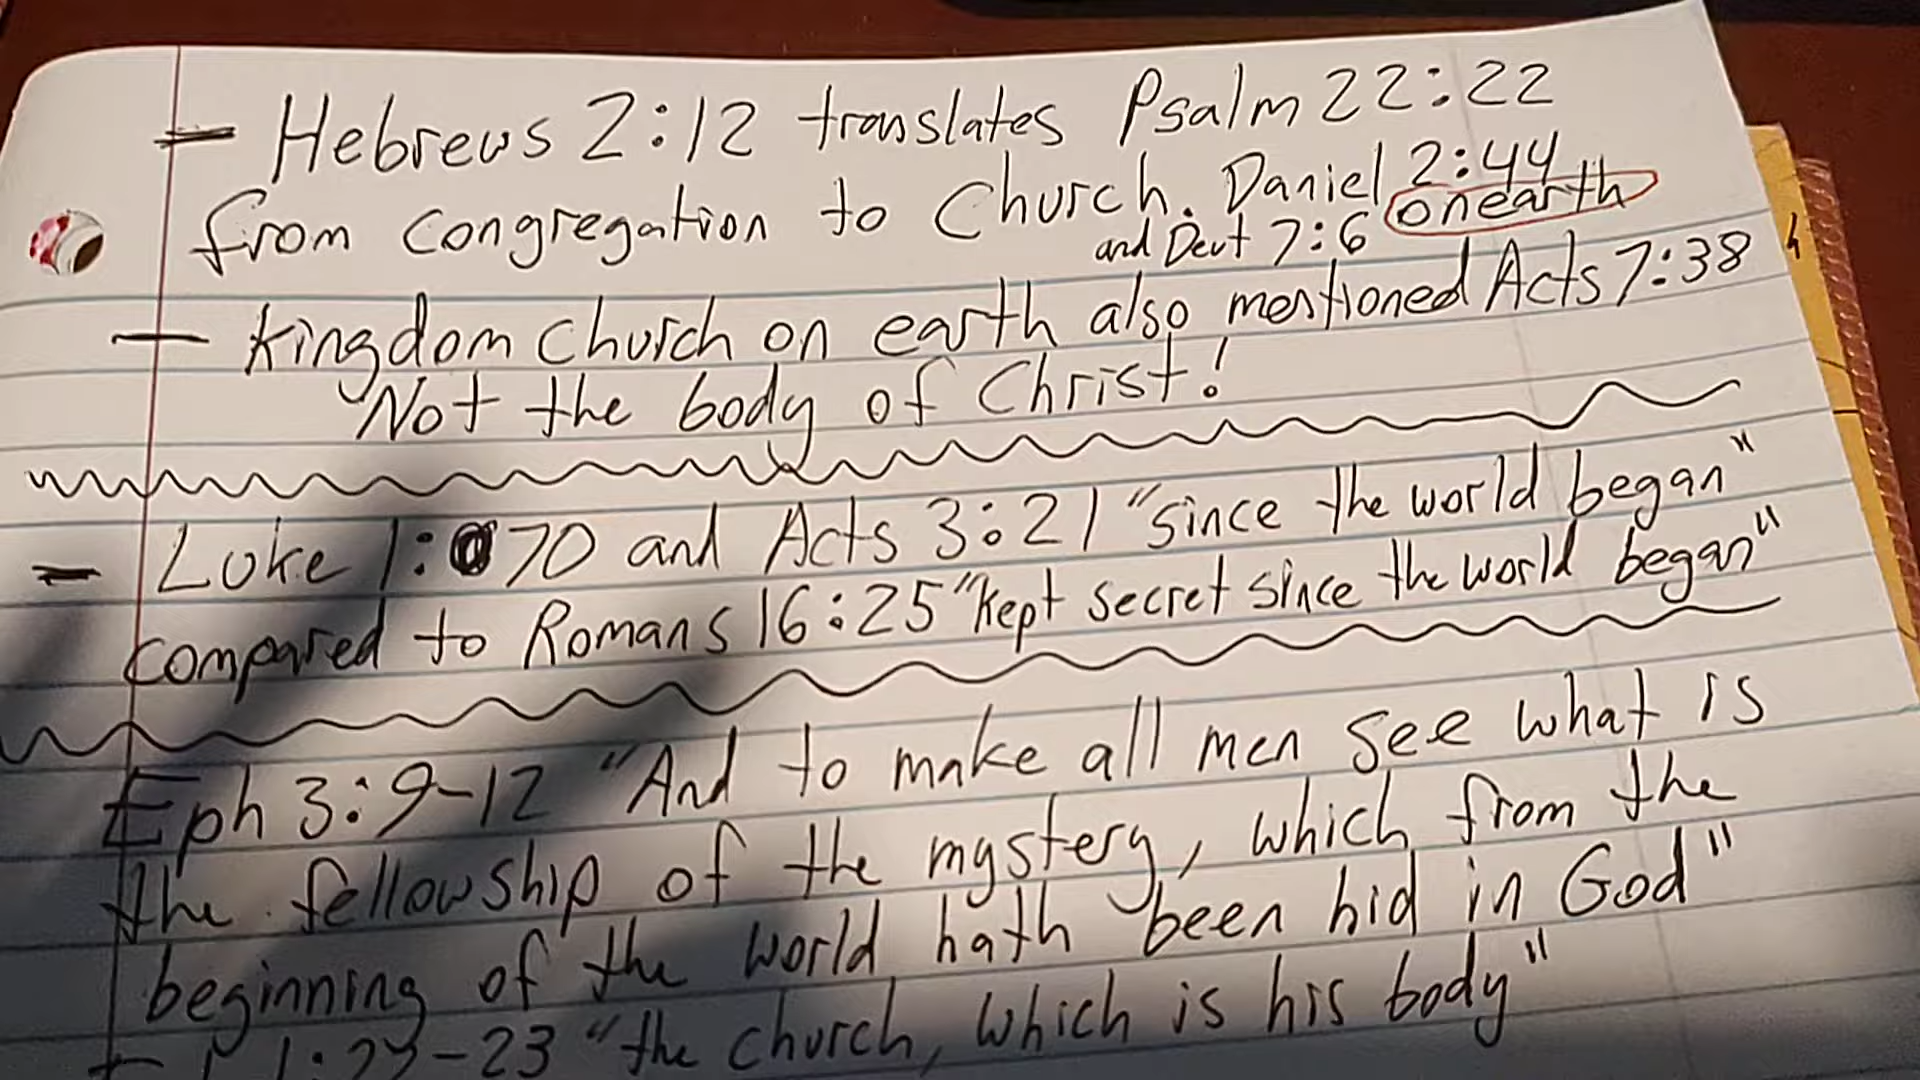 - Hebrews 2:12 translates Psalm 22:22
from congregation to Church. Daniel 2:44
and Deut 7:6 on earth
- kingdom church on earth also mentioned Acts 7:38
Not the body of Christ!
- Luke 1:70 and Acts 3:21 "since the world began"
compared to Romans 16:25 "kept secret since the world began"
Eph 3:9-12 "And to make all men see what is
the fellowship of the mystery, which from the
beginning of the world hath been hid in God"
"the church, which is his body"